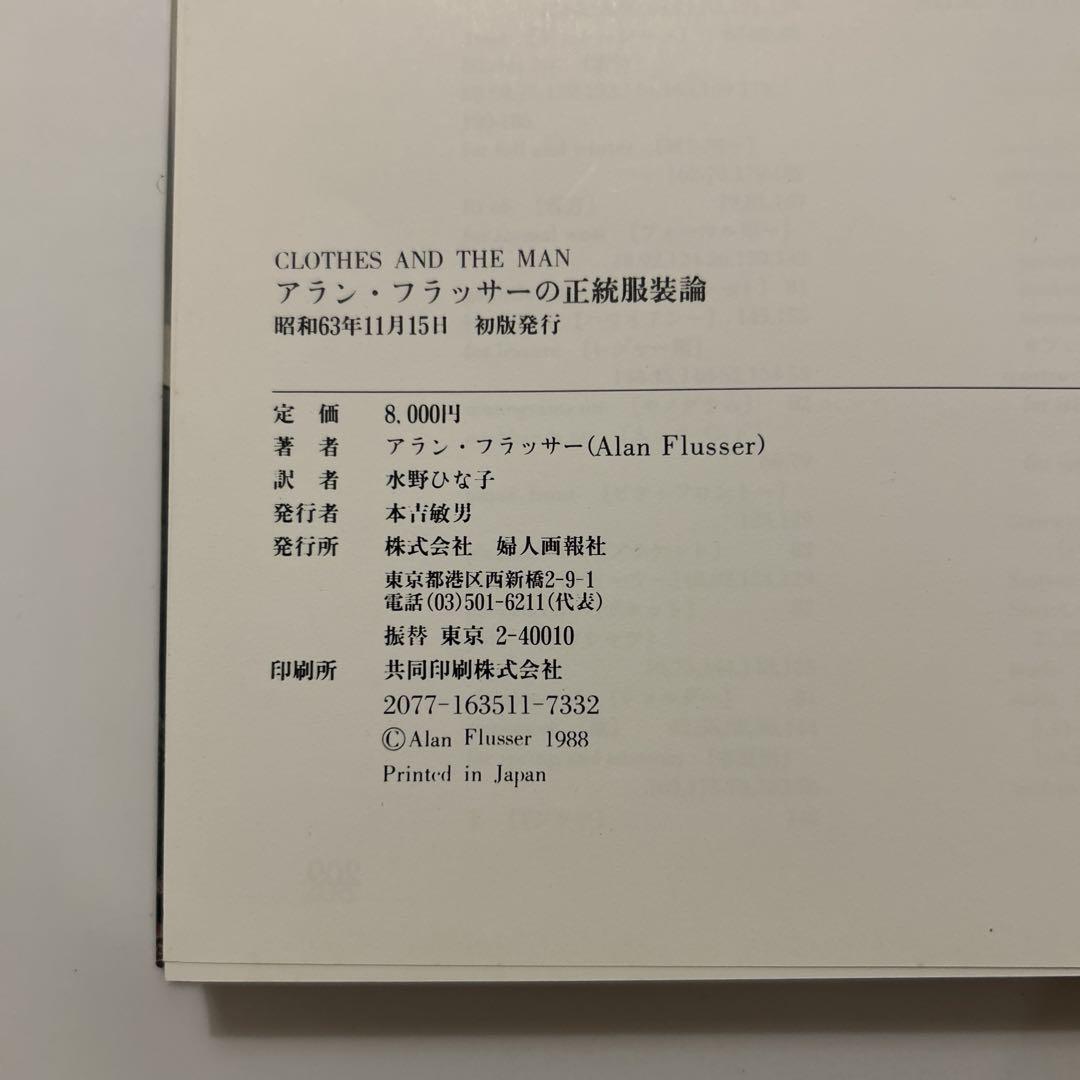 CLOTHES AND THE MAN
アラン・フラッサーの正統服装論
昭和63年11月15日 初版発行
定価 8,000円
著者 アラン・フラッサー(Alan Flusser)
訳者 水野ひな子
発行者 本吉敏男
発行所 株式会社 婦人画報社
東京都港区西新橋2-9-1
電話(03)501-6211(代表)
振替 東京 2-40010
印刷所 共同印刷株式会社
2077-163511-7332
©Alan Flusser 1988
Printed in Japan